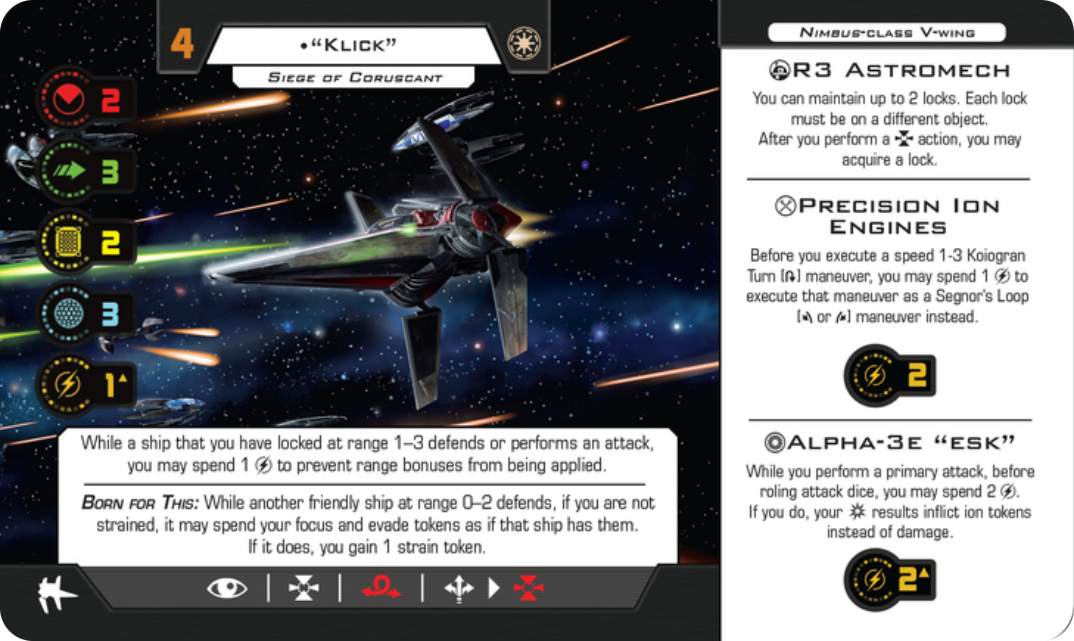 4
•"Klick"
Siege of Coruscant
2
3
2
3
1
While a ship that you have locked at range 1–3 defends or performs an attack,
you may spend 1 to prevent range bonuses from being applied.
Born for This: While another friendly ship at range 0–2 defends, if you are not
strained, it may spend your focus and evade tokens as if that ship has them.
If it does, you gain 1 strain token.
Nimbus-class V-wing
R3 Astromech
You can maintain up to 2 locks. Each lock
must be on a different object.
After you perform a action, you may
acquire a lock.
Precision Ion
Engines
Before you execute a speed 1-3 Koiogran
Turn [ ] maneuver, you may spend 1 to
execute that maneuver as a Segnor's Loop
[ or ] maneuver instead.
2
Alpha-3E "Esk"
While you perform a primary attack, before
roling attack dice, you may spend 2 .
If you do, your results inflict ion tokens
instead of damage.
2